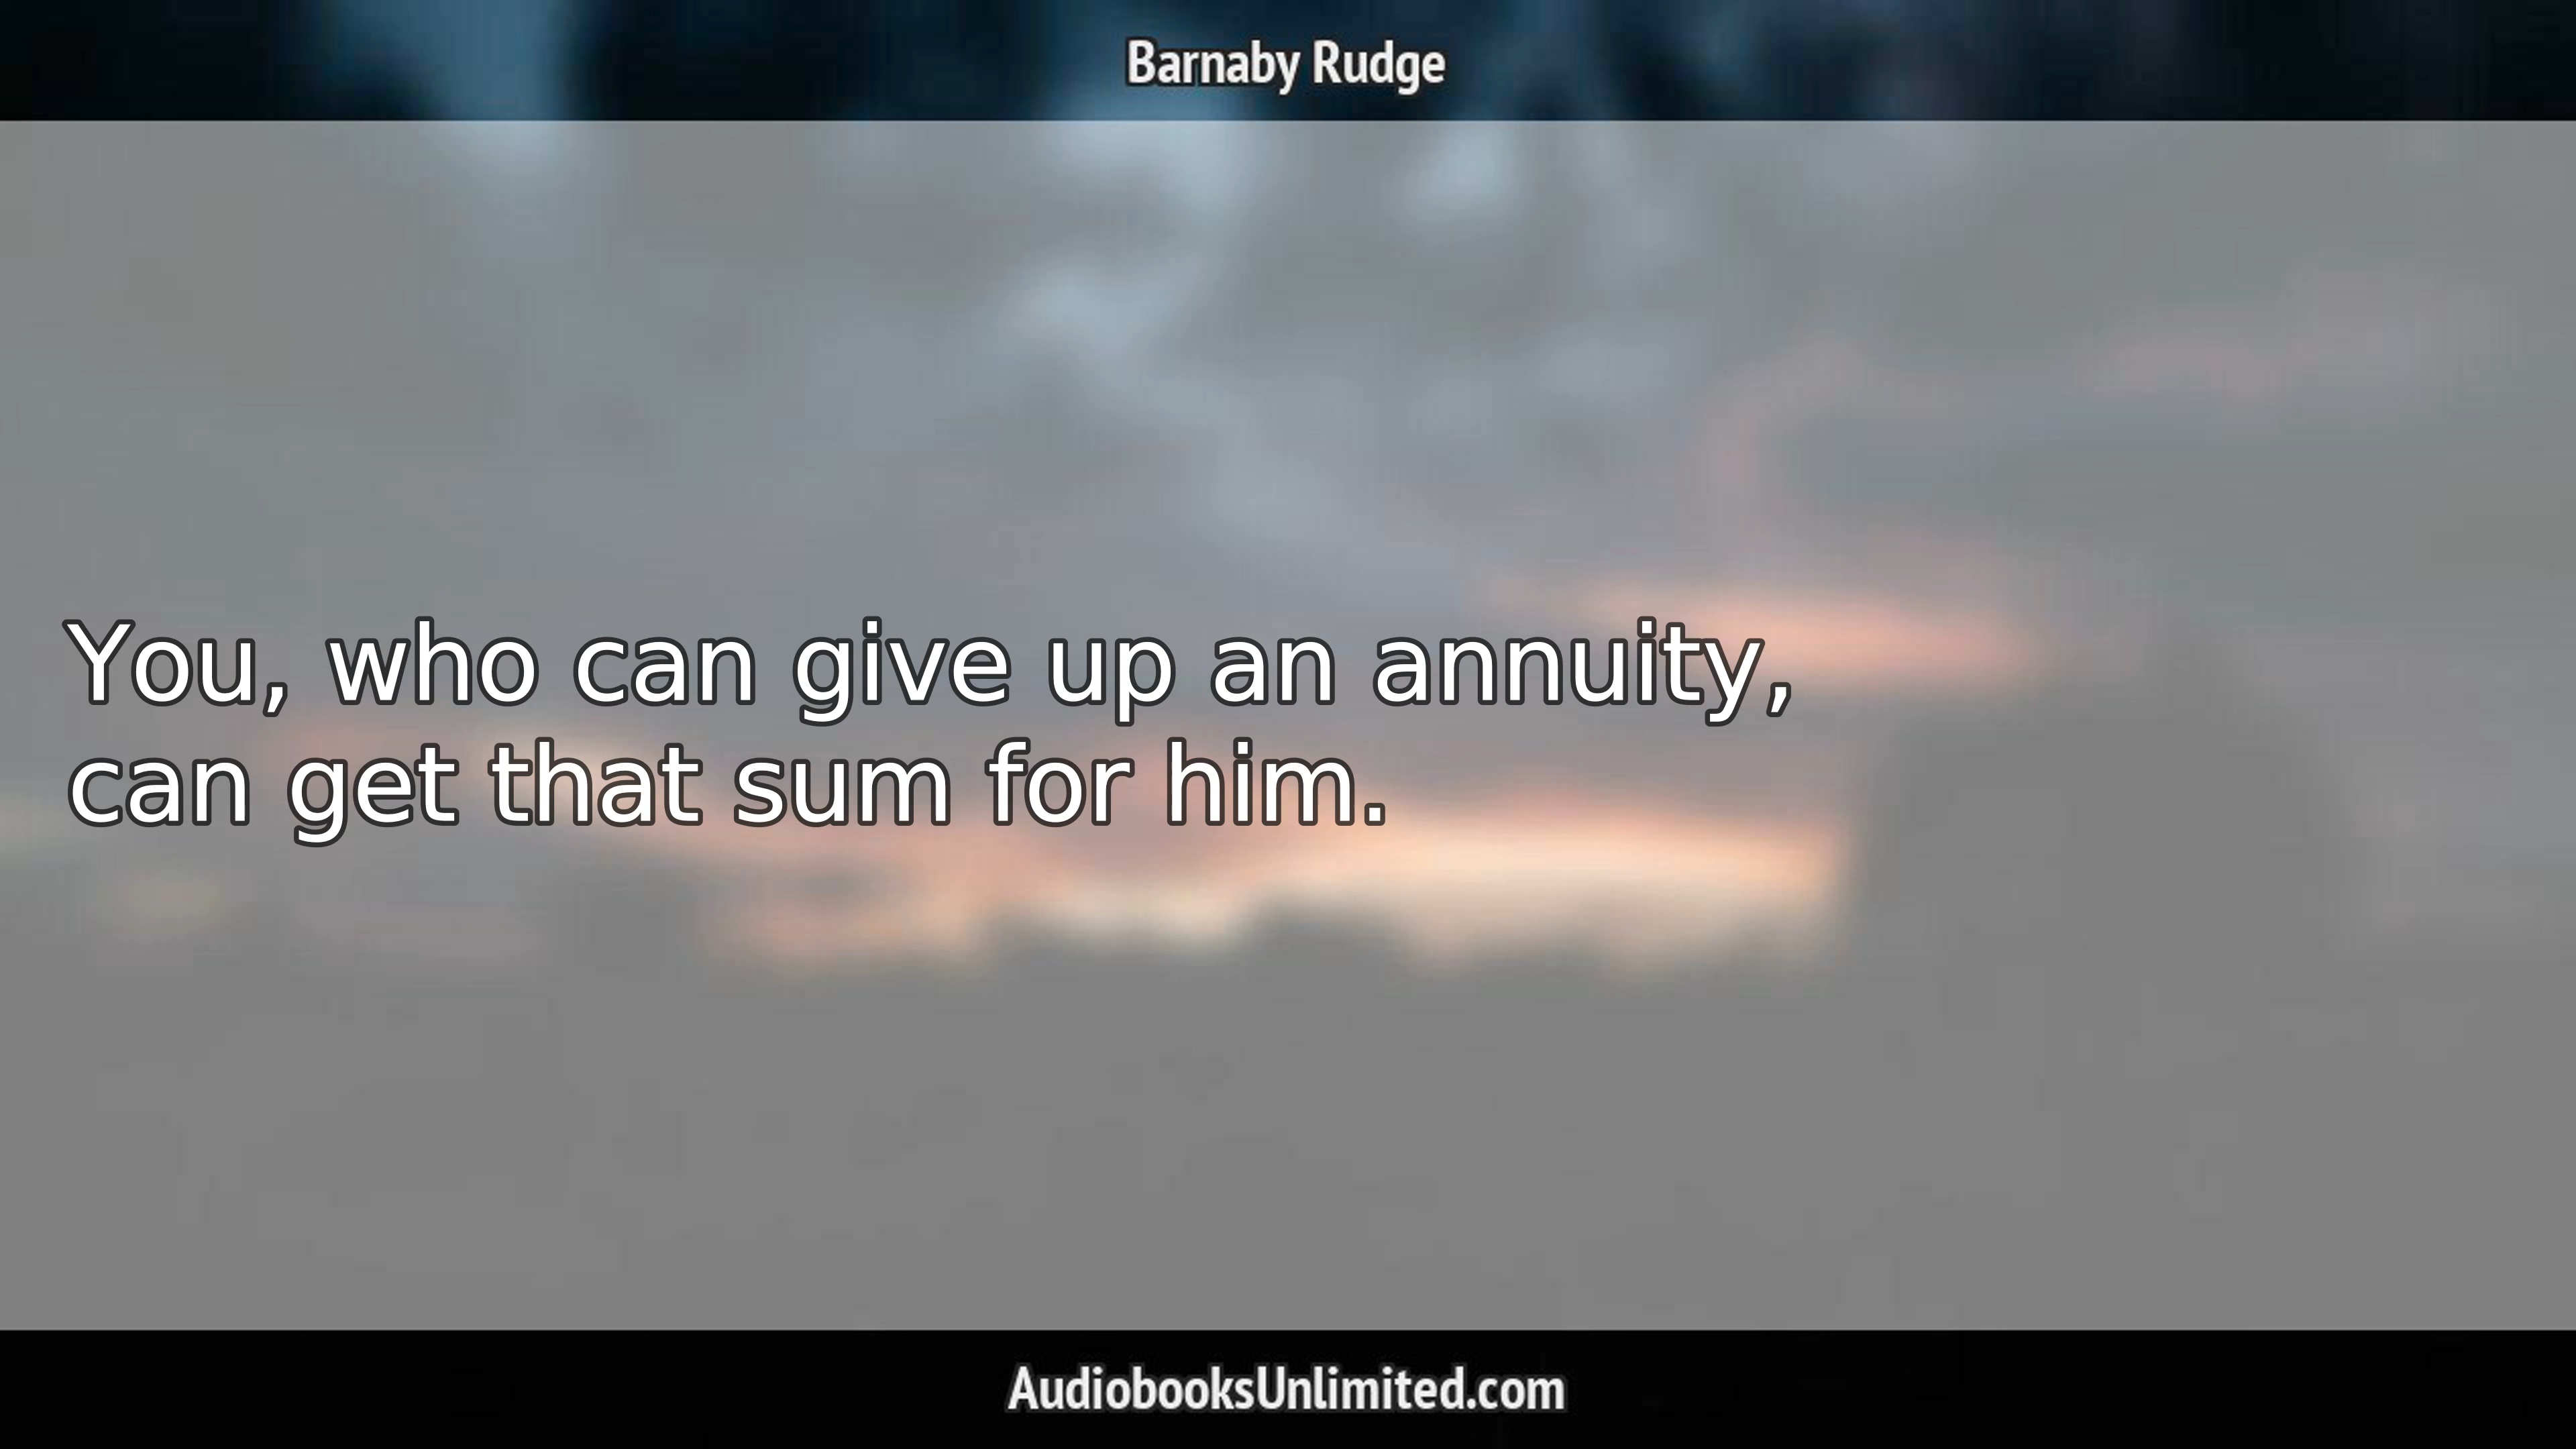 Barnaby Rudge
You, who can give up an annuity,
can get that sum for him.
AudiobooksUnlimited.com